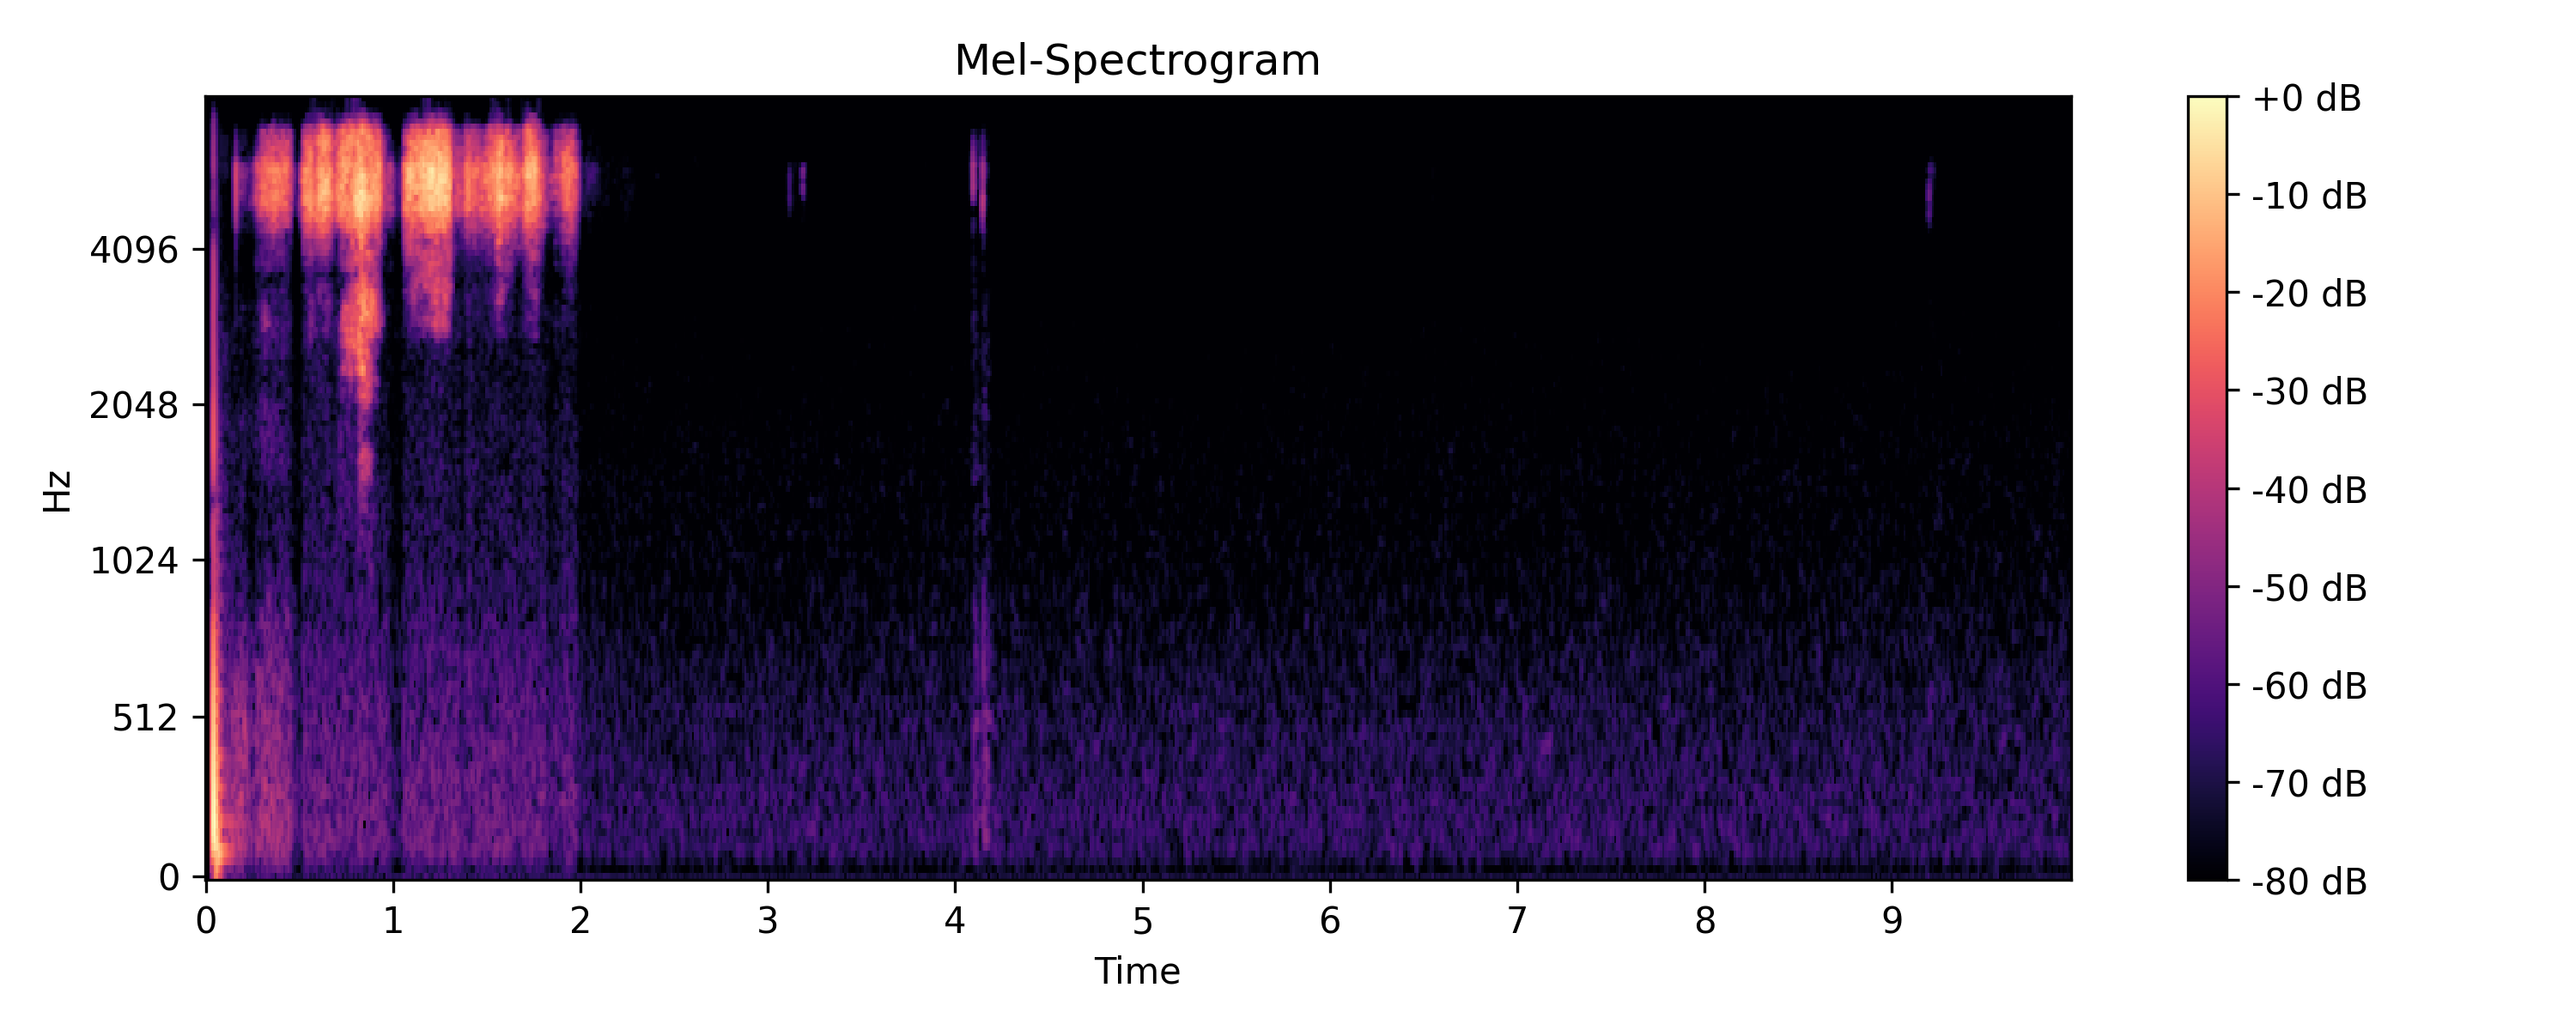 Mel-Spectrogram
+0 dB
-10 dB
4096
-20 dB
2048
-30 dB
Hz
-40 dB
1024
-50 dB
512
-60 dB
-70 dB
0
-80 dB
0 1 2 3 4 5 6 7 8 9
Time